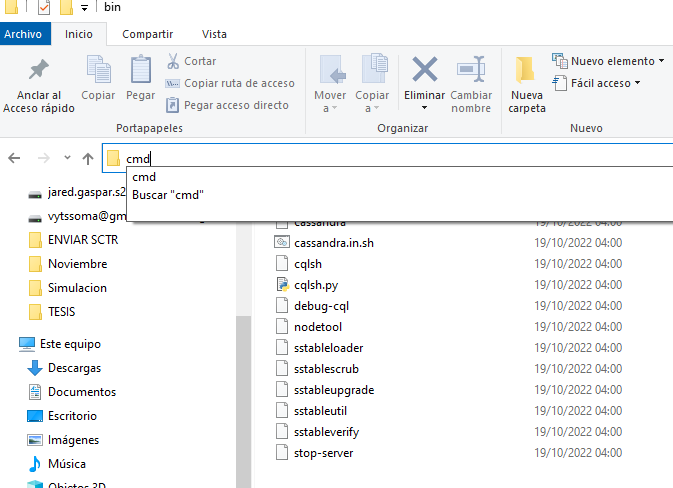 bin
Archivo Inicio Compartir Vista
Anclar al Acceso rápido
Copiar
Pegar
Cortar
Copiar ruta de acceso
Pegar acceso directo
Portapapeles
Mover a
Copiar a
Eliminar
Cambiar nombre
Organizar
Nueva carpeta
Nuevo elemento
Fácil acceso
Nuevo
cmd
cmd
Buscar "cmd"
jared.gaspar.s2
vytssoma@gm
ENVIAR SCTR
Noviembre
Simulacion
TESIS
Este equipo
Descargas
Documentos
Escritorio
Imágenes
Música
Objetos 3D
cassandra 19/10/2022 04:00
cassandra.in.sh 19/10/2022 04:00
cqlsh 19/10/2022 04:00
cqlsh.py 19/10/2022 04:00
debug-cql 19/10/2022 04:00
nodetool 19/10/2022 04:00
sstableloader 19/10/2022 04:00
sstablescrub 19/10/2022 04:00
sstableupgrade 19/10/2022 04:00
sstableutil 19/10/2022 04:00
sstableverify 19/10/2022 04:00
stop-server 19/10/2022 04:00